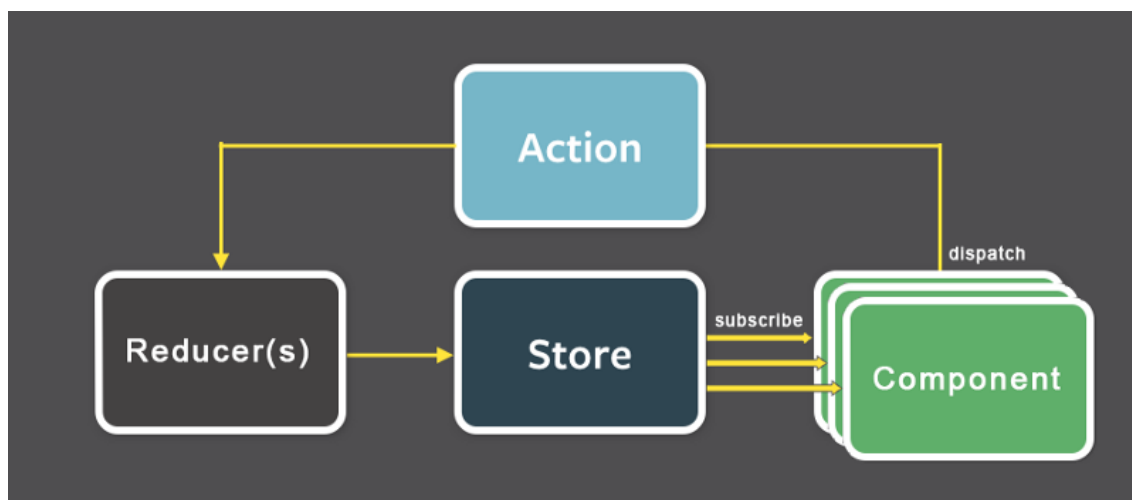 Action
dispatch
subscribe
Reducer(s)
Store
Component